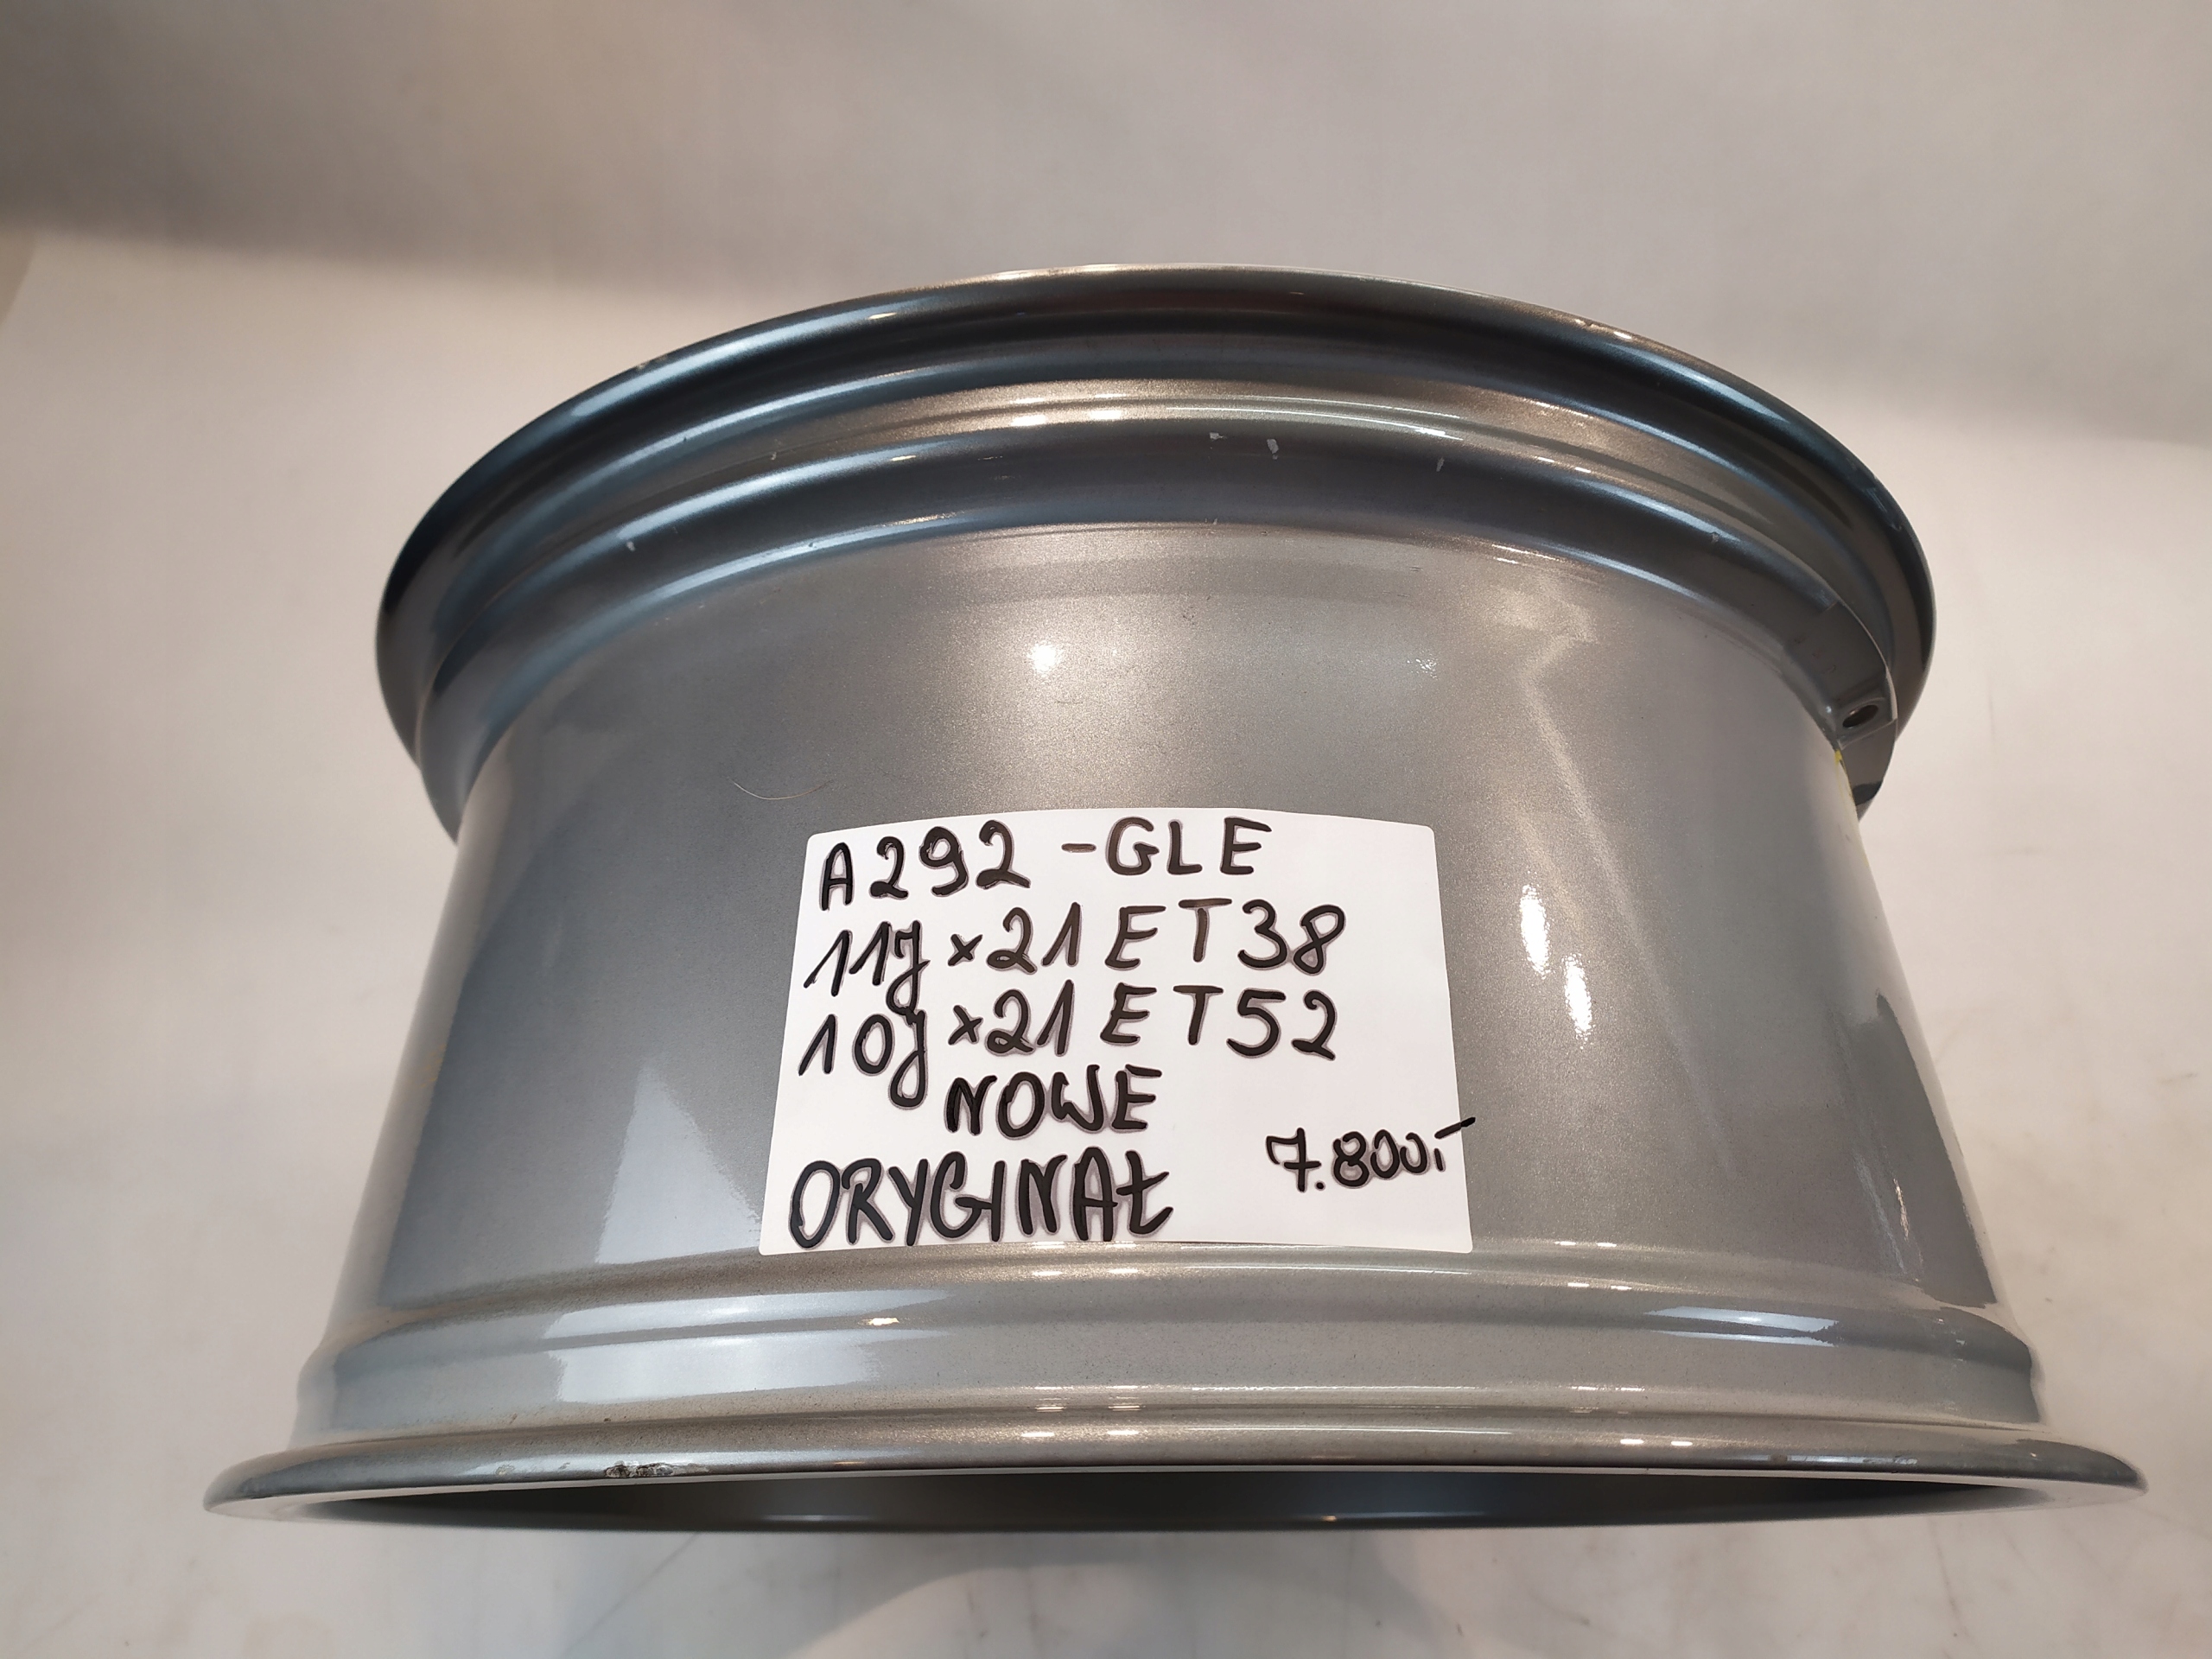 A292 -GLE
11J x 21 ET38
10J x 21 ET52
NOWE
ORYGINAŁ 7.800,-